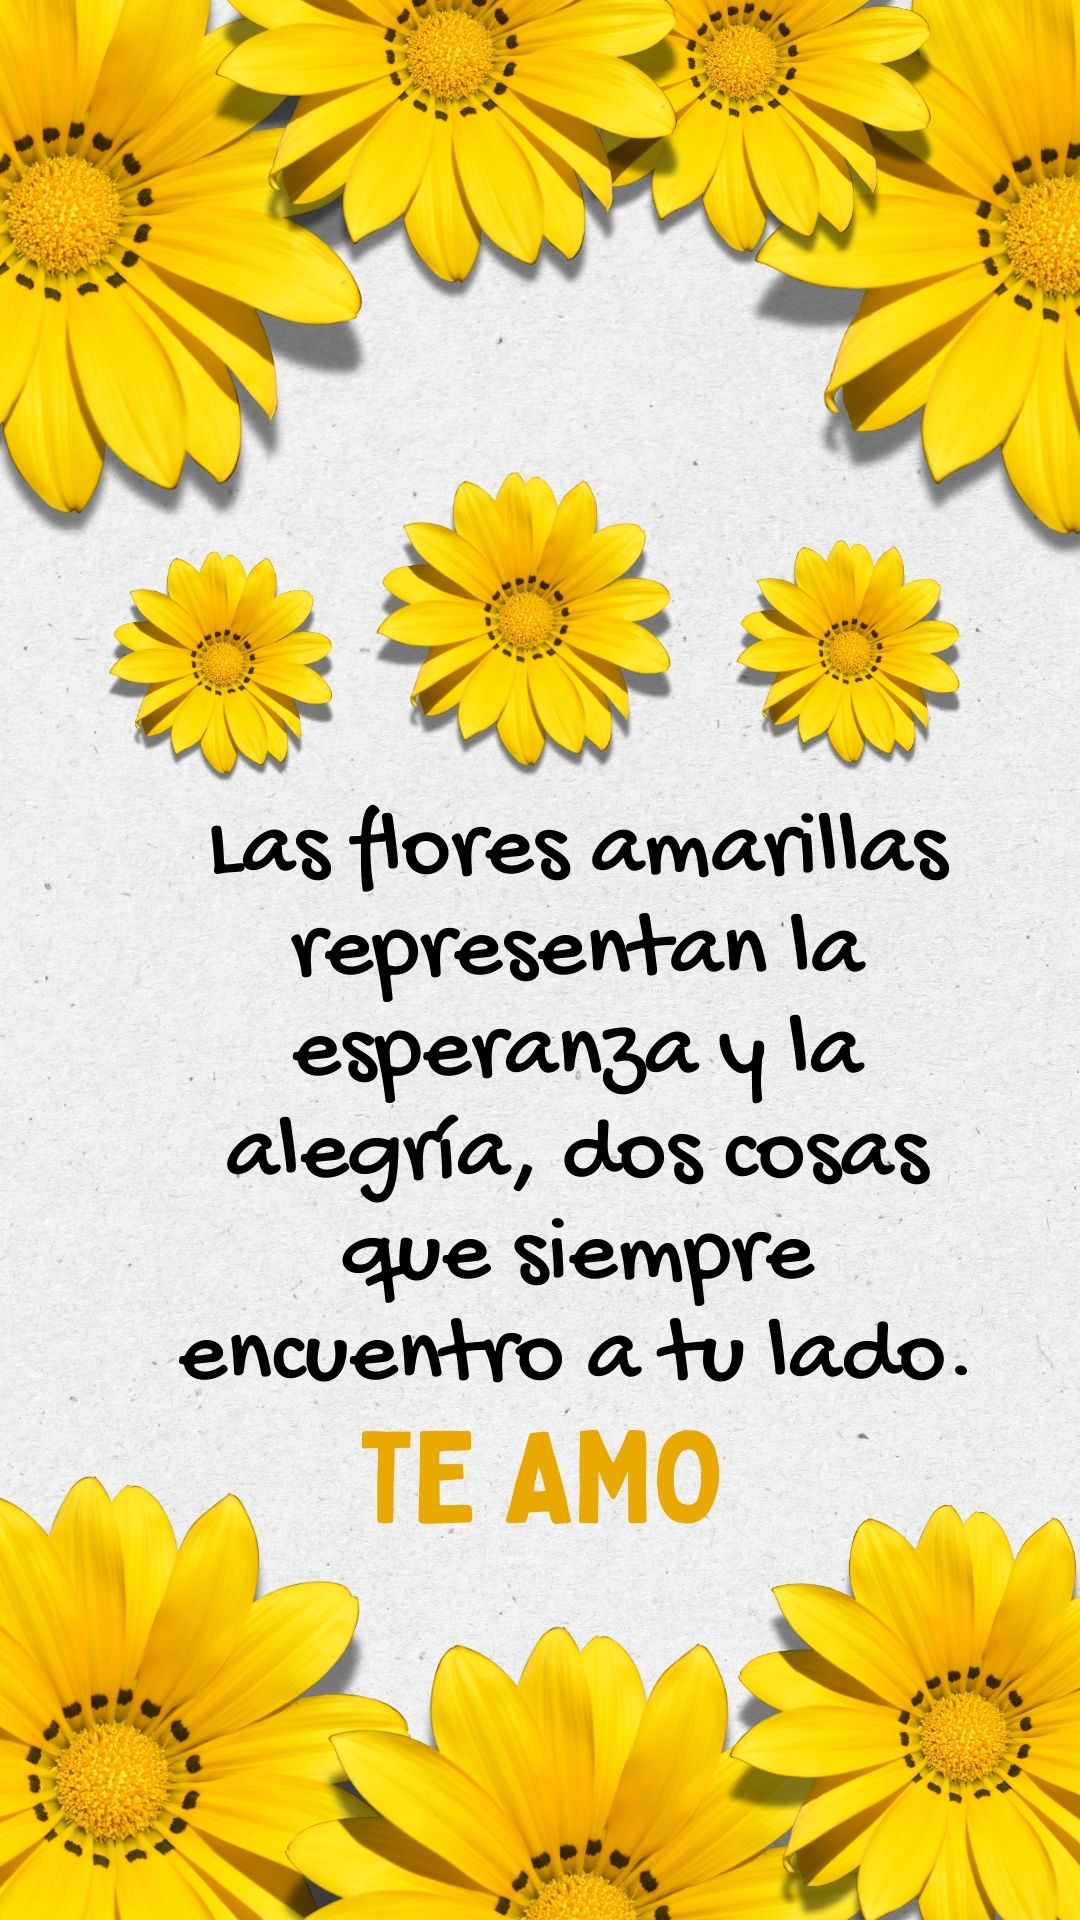 Las flores amarillas
representan la
esperanza y la
alegría, dos cosas
que siempre
encuentro a tu lado.
TE AMO